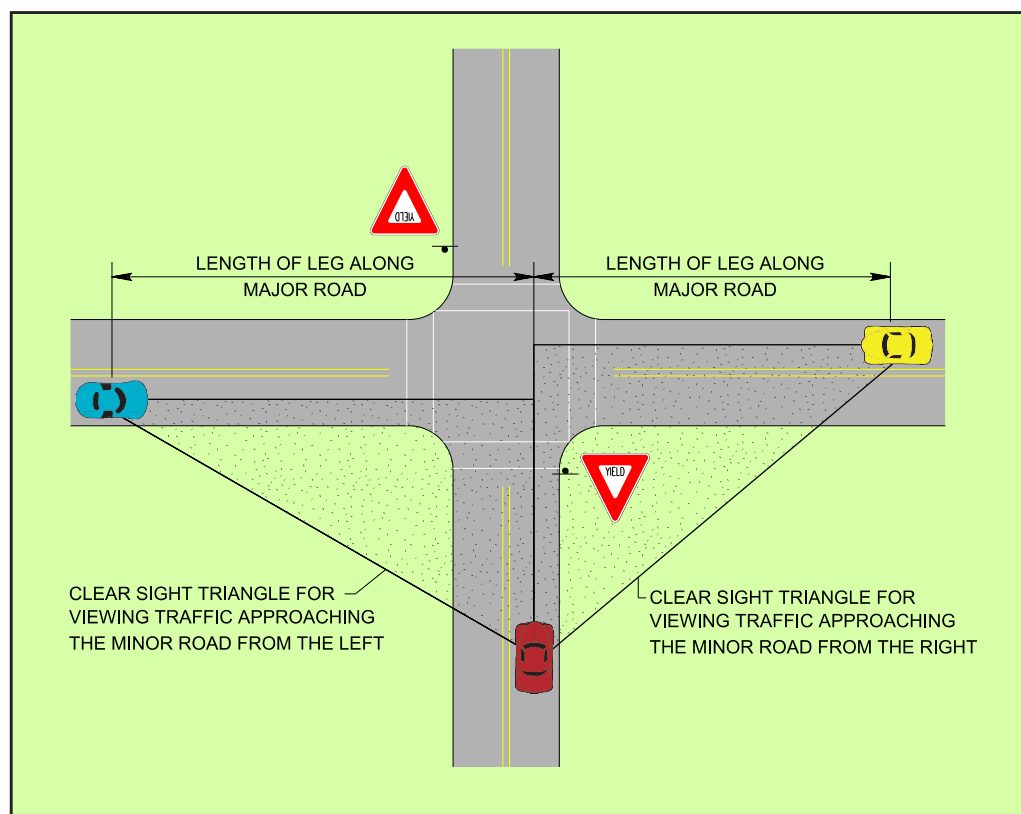 YIELD
LENGTH OF LEG ALONG
MAJOR ROAD
LENGTH OF LEG ALONG
MAJOR ROAD
YIELD
CLEAR SIGHT TRIANGLE FOR
VIEWING TRAFFIC APPROACHING
THE MINOR ROAD FROM THE LEFT
CLEAR SIGHT TRIANGLE FOR
VIEWING TRAFFIC APPROACHING
THE MINOR ROAD FROM THE RIGHT